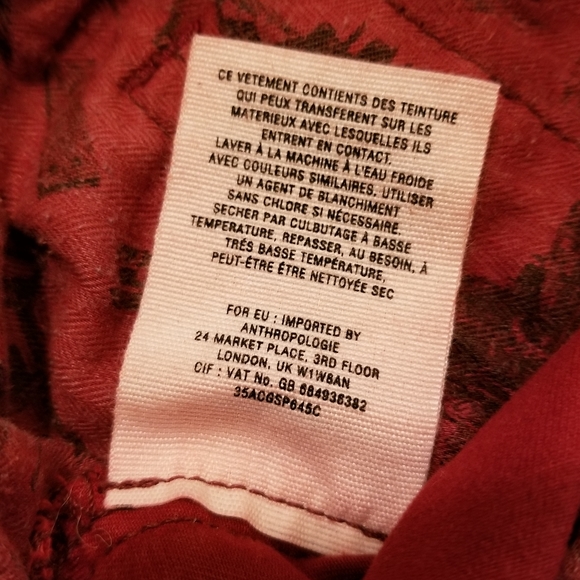 CE VETEMENT CONTIENTS DES TEINTURE
QUI PEUX TRANSFERENT SUR LES
MATERIEUX AVEC LESQUELLES ILS
ENTRENT EN CONTACT.
LAVER À LA MACHINE À L'EAU FROIDE
AVEC COULEURS SIMILAIRES. UTILISER
UN AGENT DE BLANCHIMENT
SANS CHLORE SI NÉCESSAIRE.
SECHER PAR CULBUTAGE À BASSE
TEMPERATURE, REPASSER, AU BESOIN, À
TRÉS BASSE TEMPÉRATURE,
PEUT-ÉTRE ÉTRE NETTOYÉE SEC
FOR EU : IMPORTED BY
ANTHROPOLOGIE
24 MARKET PLACE, 3RD FLOOR
LONDON, UK W1W8AN
CIF : VAT No. GB 684936382
35ACGSP645C